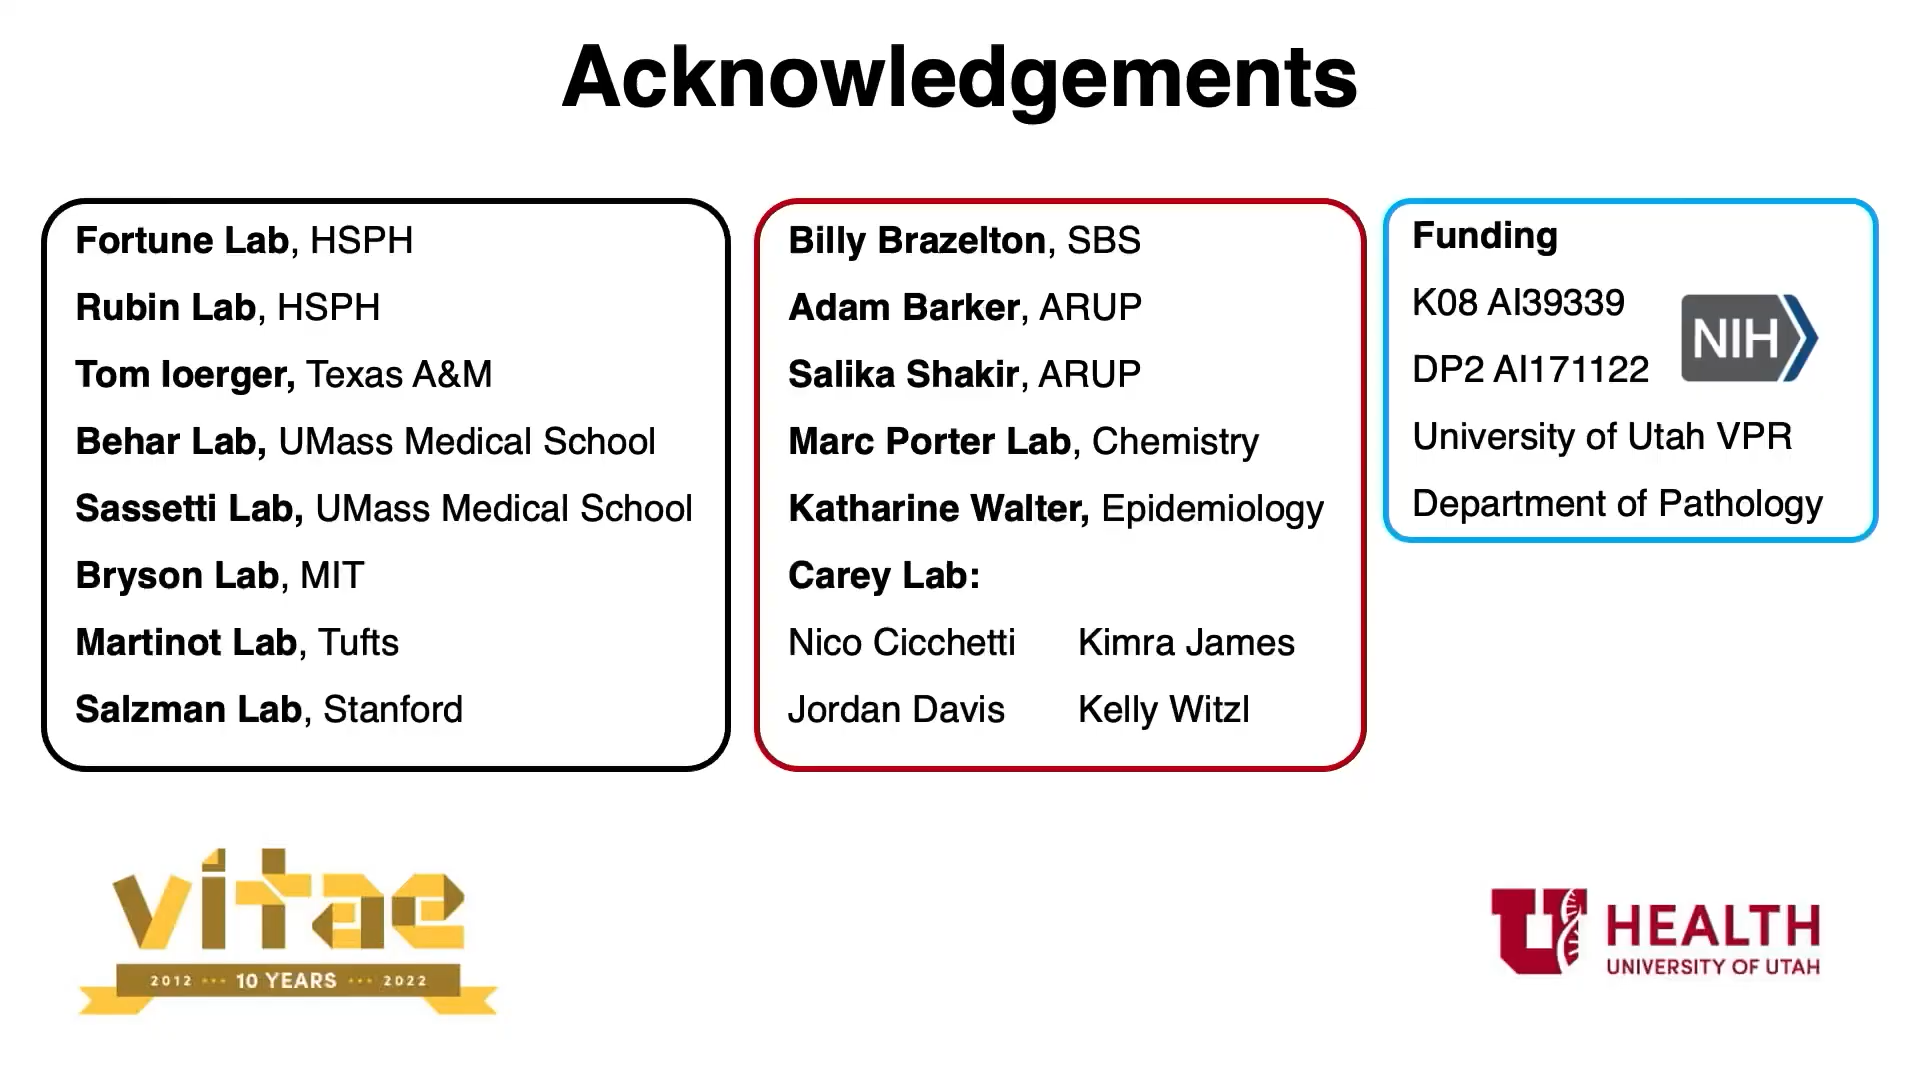 Acknowledgements
Fortune Lab, HSPH
Rubin Lab, HSPH
Tom Ioerger, Texas A&M
Behar Lab, UMass Medical School
Sassetti Lab, UMass Medical School
Bryson Lab, MIT
Martinot Lab, Tufts
Salzman Lab, Stanford
Billy Brazelton, SBS
Adam Barker, ARUP
Salika Shakir, ARUP
Marc Porter Lab, Chemistry
Katharine Walter, Epidemiology
Carey Lab:
Nico Cicchetti Kimra James
Jordan Davis Kelly Witzl
Funding
K08 AI39339
DP2 AI171122
NIH
University of Utah VPR
Department of Pathology
vitae
2012 ··· 10 YEARS ··· 2022
U HEALTH
UNIVERSITY OF UTAH